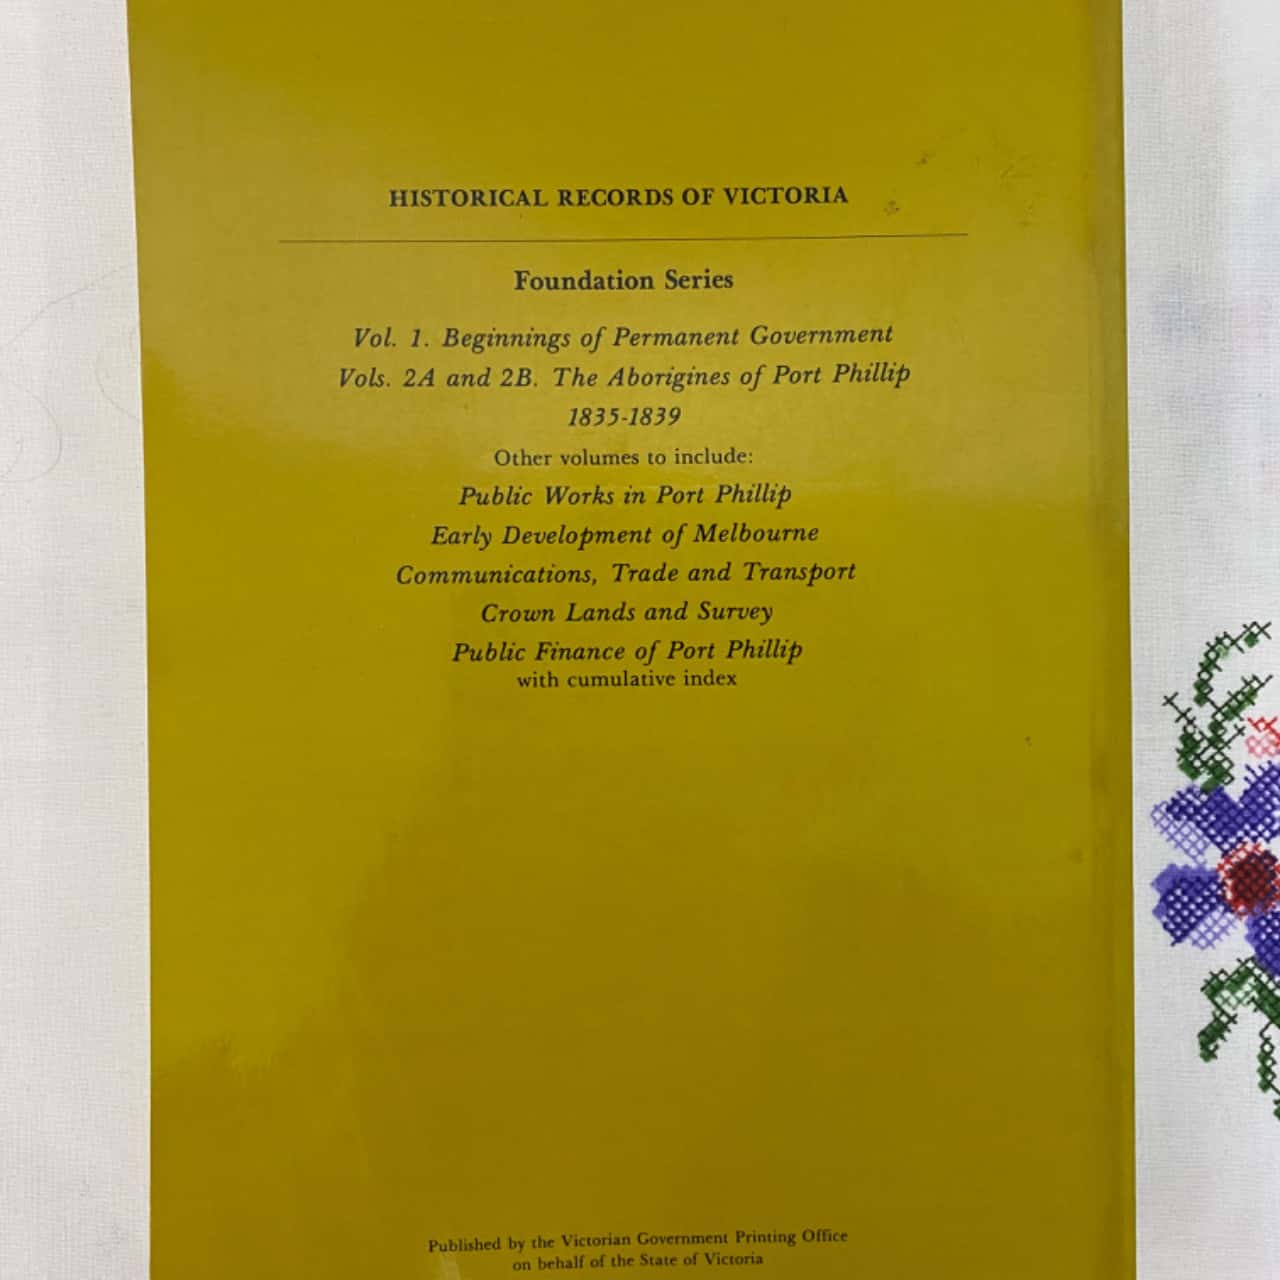 HISTORICAL RECORDS OF VICTORIA
Foundation Series
Vol. 1. Beginnings of Permanent Government
Vols. 2A and 2B. The Aborigines of Port Phillip
1835-1839
Other volumes to include:
Public Works in Port Phillip
Early Development of Melbourne
Communications, Trade and Transport
Crown Lands and Survey
Public Finance of Port Phillip
with cumulative index
Published by the Victorian Government Printing Office
on behalf of the State of Victoria